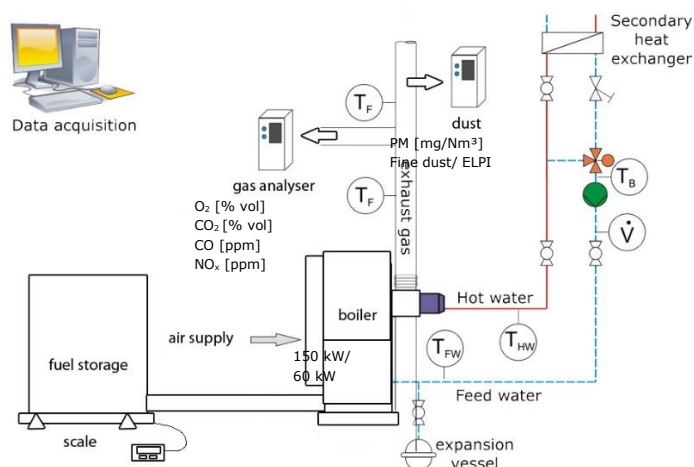 Secondary
heat
exchanger
Data acquisition
T_F
dust
PM [mg/Nm³]
Fine dust/ ELPI
gas analyser
O₂ [% vol]
CO₂ [% vol]
CO [ppm]
NOₓ [ppm]
T_F
exhaust gas
T_B
V̇
Hot water
boiler
air supply
T_HW
fuel storage
150 kW/
60 kW
T_FW
Feed water
scale
expansion
vessel